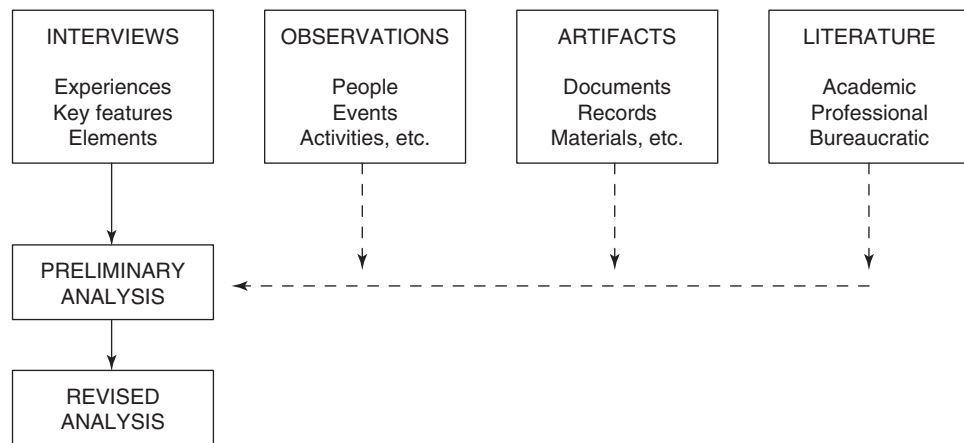 INTERVIEWS
Experiences
Key features
Elements
OBSERVATIONS
People
Events
Activities, etc.
ARTIFACTS
Documents
Records
Materials, etc.
LITERATURE
Academic
Professional
Bureaucratic
PRELIMINARY
ANALYSIS
REVISED
ANALYSIS